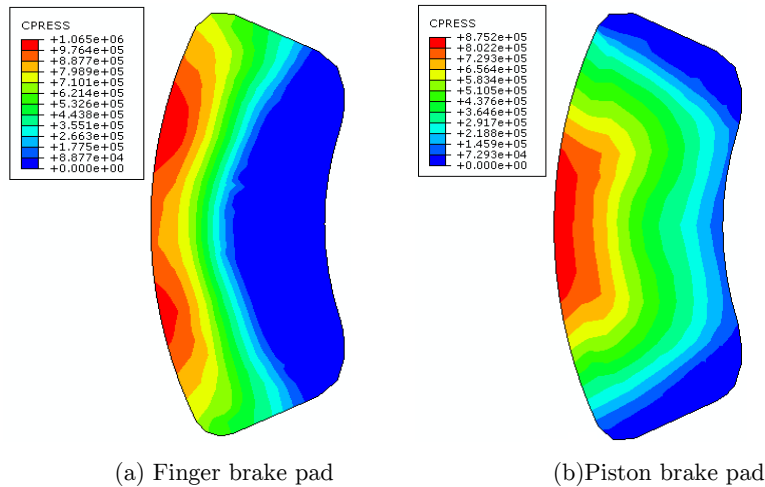 CPRESS
+1.065e+06
+9.764e+05
+8.877e+05
+7.989e+05
+7.101e+05
+6.214e+05
+5.326e+05
+4.438e+05
+3.551e+05
+2.663e+05
+1.775e+05
+8.877e+04
+0.000e+00
CPRESS
+8.752e+05
+8.022e+05
+7.293e+05
+6.564e+05
+5.834e+05
+5.105e+05
+4.376e+05
+3.646e+05
+2.917e+05
+2.188e+05
+1.459e+05
+7.293e+04
+0.000e+00
(a) Finger brake pad
(b)Piston brake pad